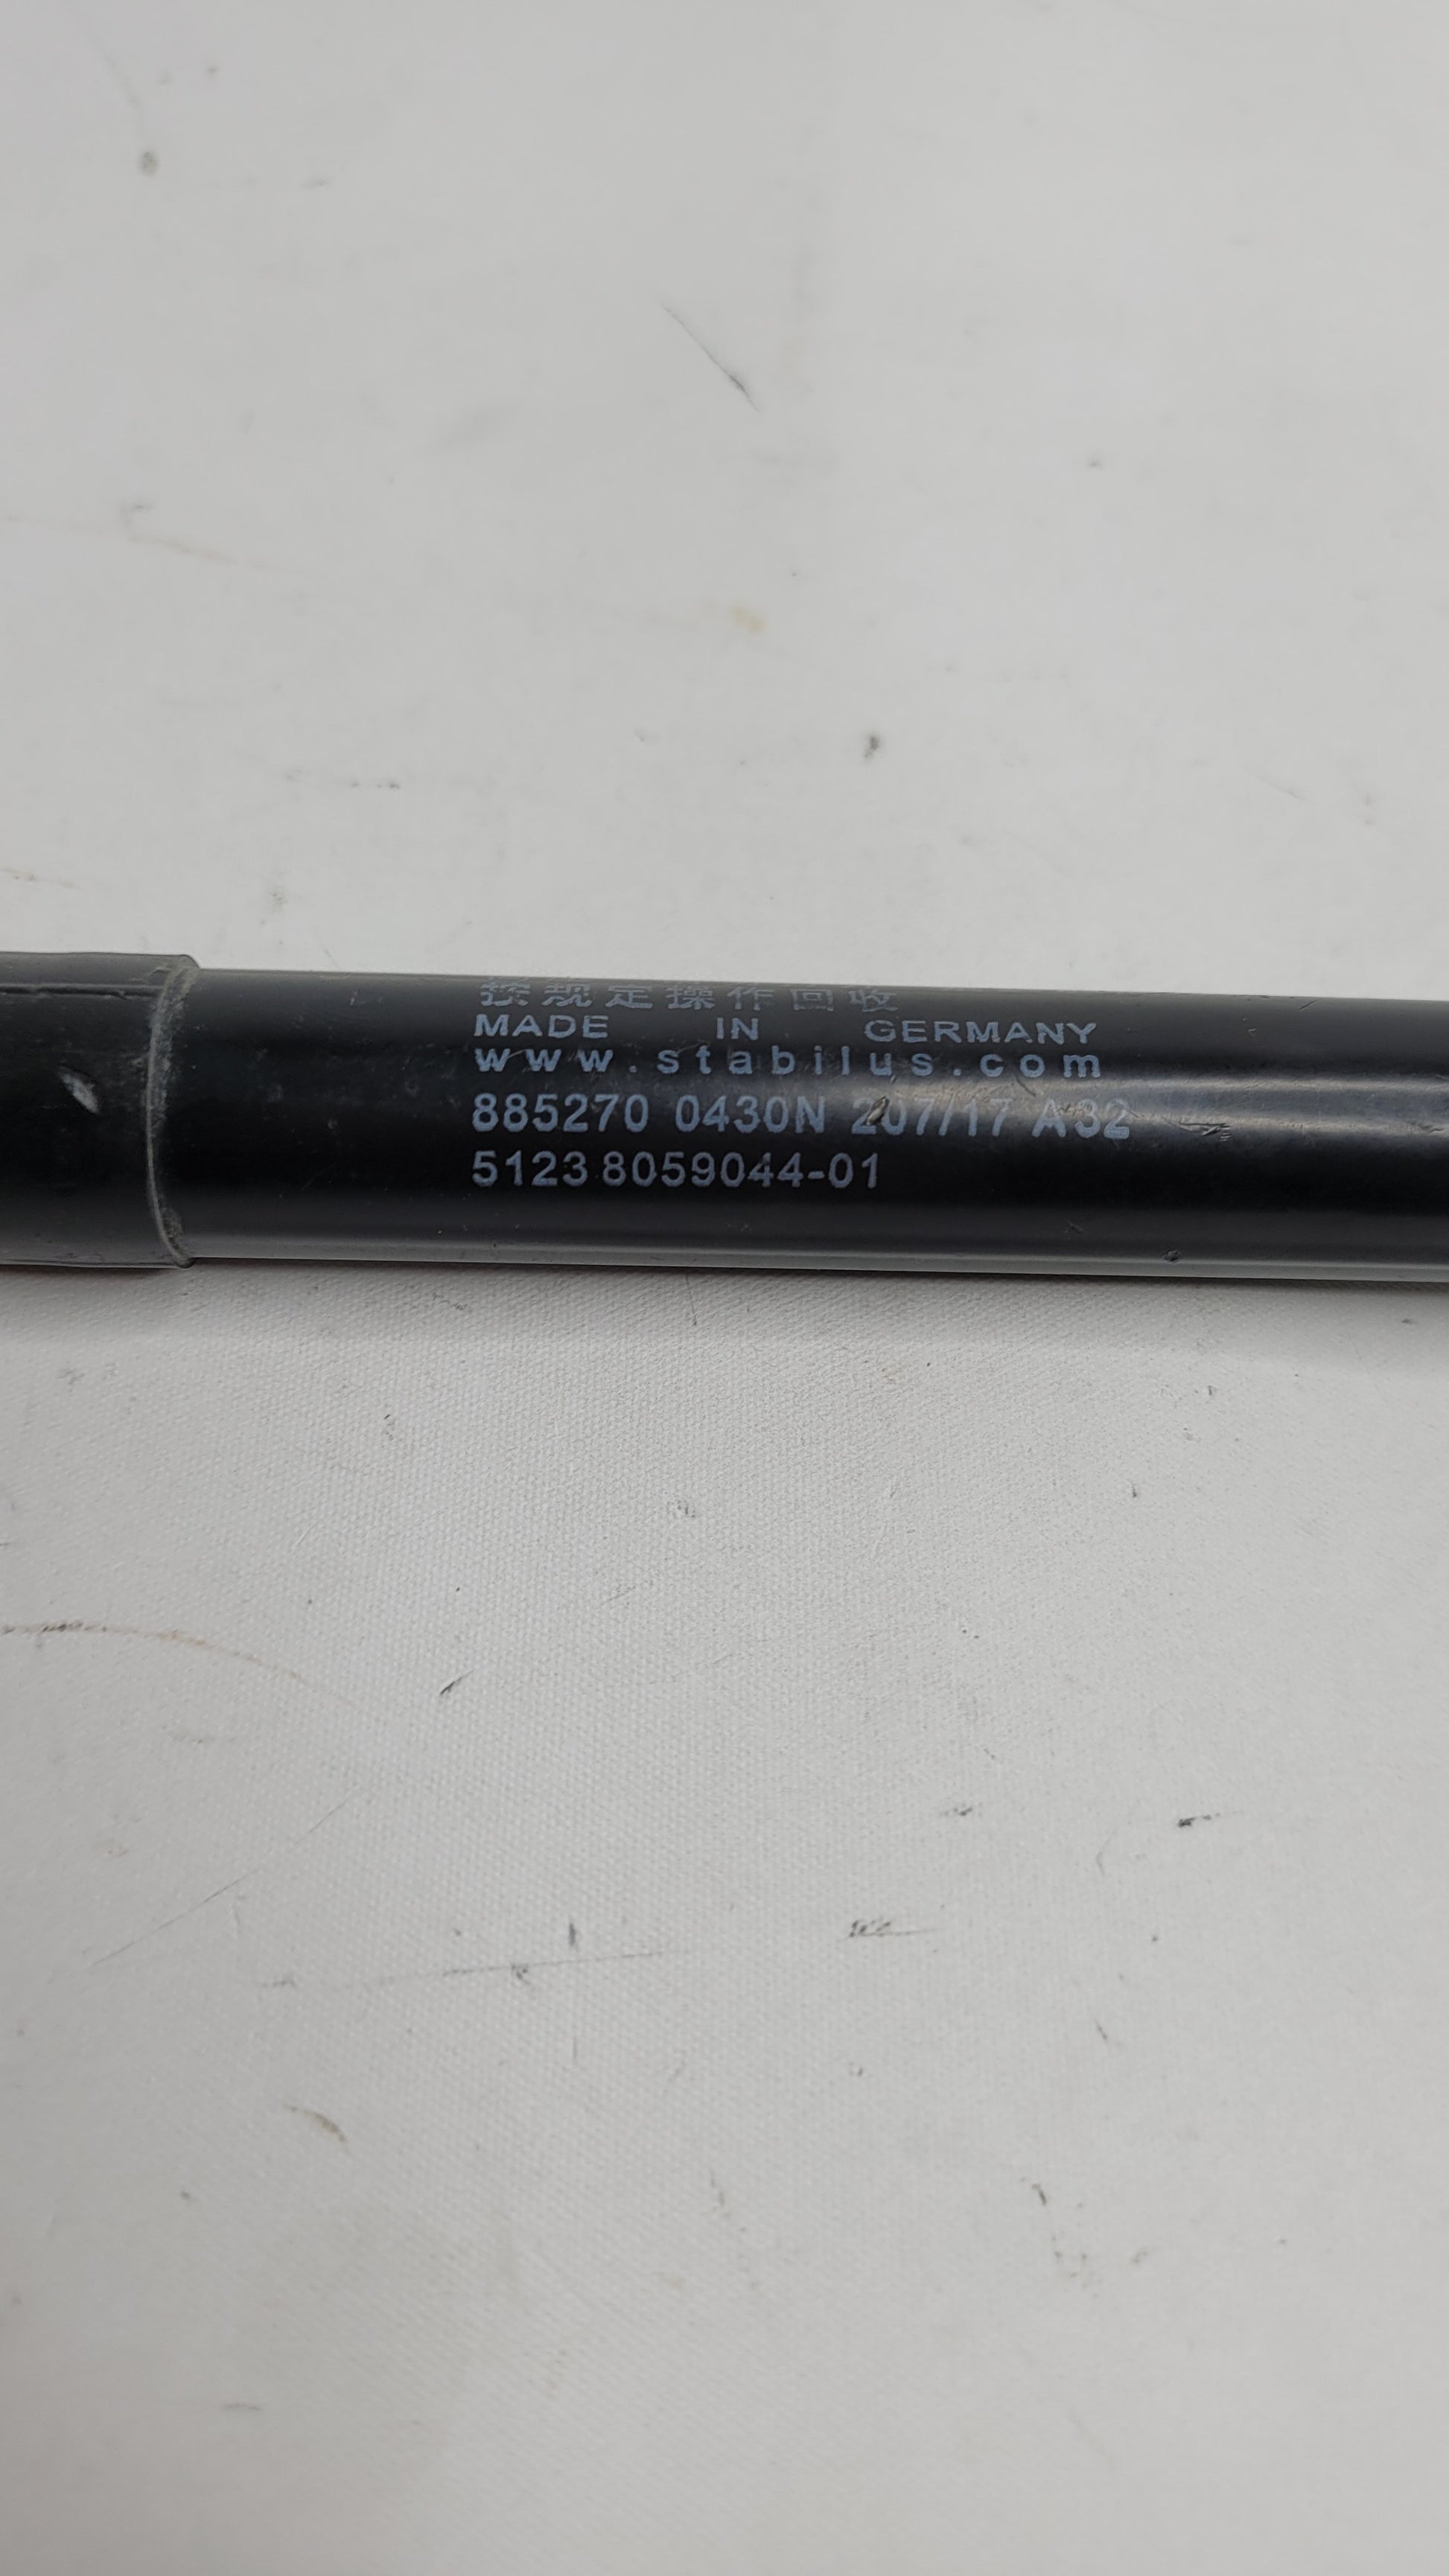 按规定操作回收
MADE IN GERMANY
www.stabilus.com
885270 0430N 207/17 A32
5123 8059044-01